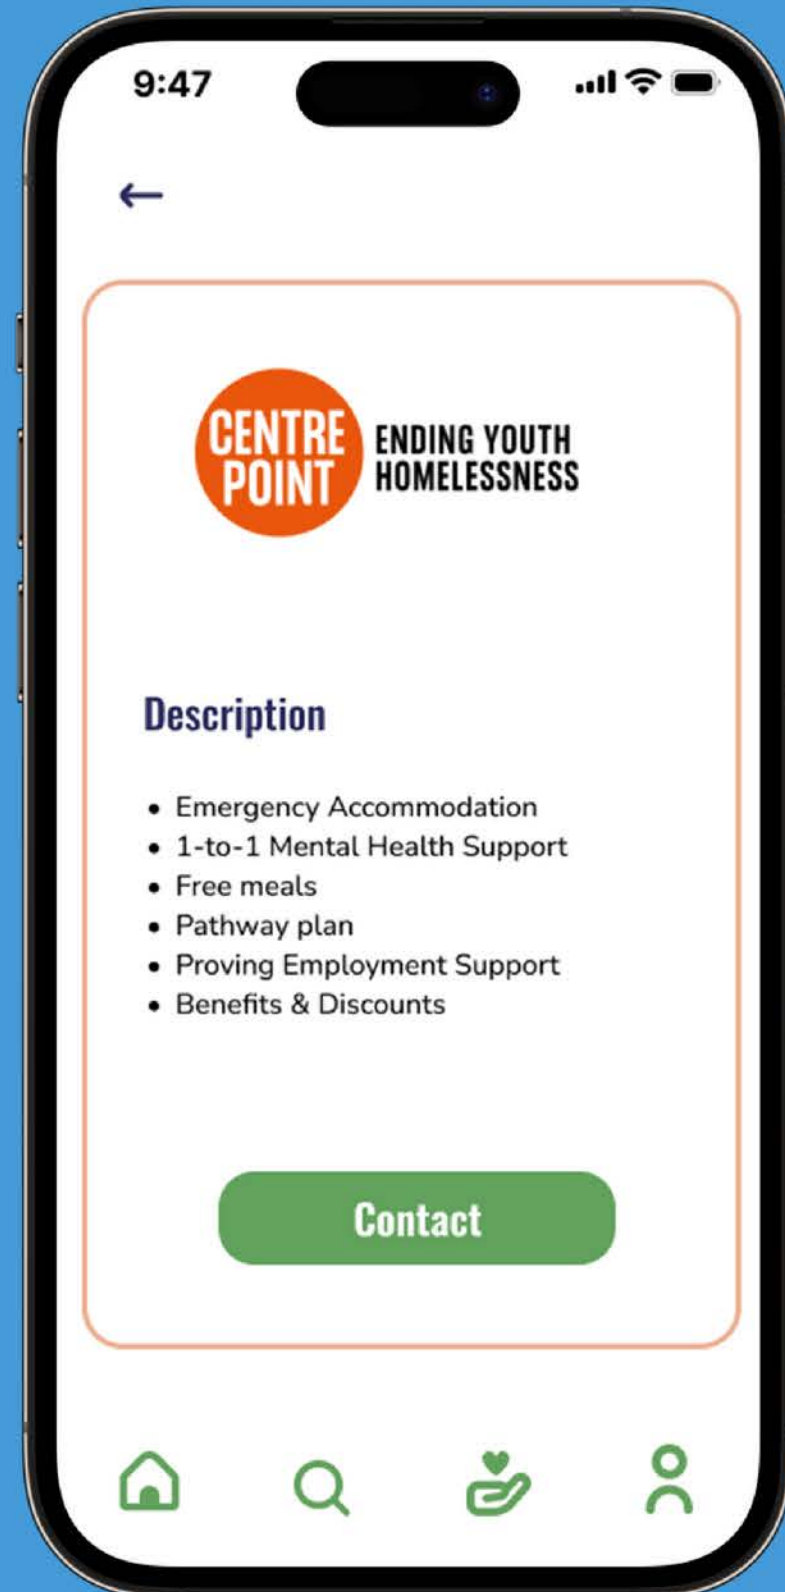 9:47
CENTRE
POINT
ENDING YOUTH
HOMELESSNESS
Description
• Emergency Accommodation
• 1-to-1 Mental Health Support
• Free meals
• Pathway plan
• Proving Employment Support
• Benefits & Discounts
Contact